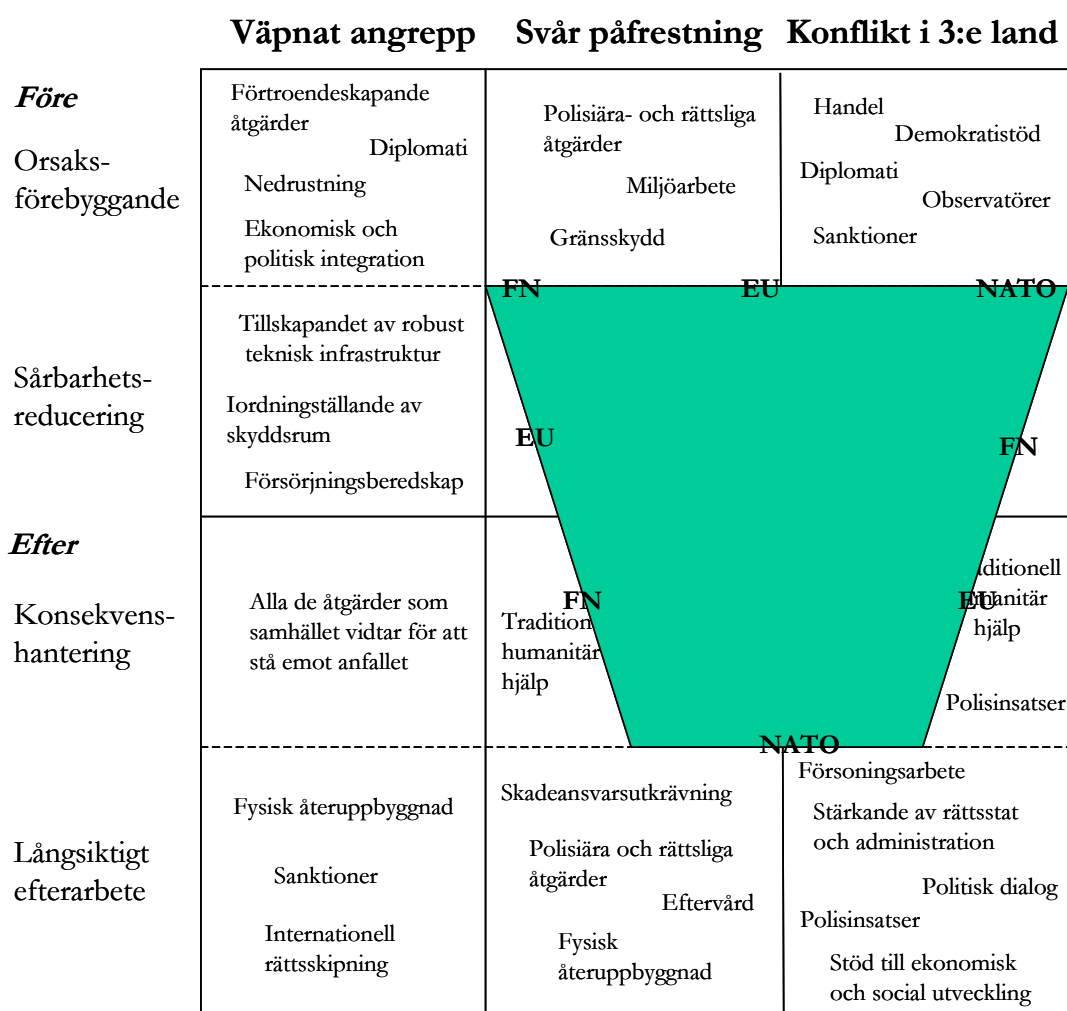 Väpnat angrepp
Svår påfrestning
Konflikt i 3:e land
Före
Orsaks-
förebyggande
Förtroendeskapande
åtgärder
Diplomati
Nedrustning
Ekonomisk och
politisk integration
Polisiära- och rättsliga
åtgärder
Miljöarbete
Gränsskydd
Handel
Demokratistöd
Diplomati
Observatörer
Sanktioner
FN
EU
NATO
Sårbarhets-
reducering
Tillskapandet av robust
teknisk infrastruktur
Iordningställande av
skyddsrum
Försörjningsberedskap
EU
FN
Efter
Konsekvens-
hantering
Alla de åtgärder som
samhället vidtar för att
stå emot anfallet
FN
Tradition
humanitär
hjälp
EU
ditionell
manitär
hjälp
Polisinsatser
NATO
Långsiktigt
efterarbete
Fysisk återuppbyggnad
Sanktioner
Internationell
rättsskipning
Skadeansvarsutkrävning
Polisiära och rättsliga
åtgärder
Eftervård
Fysisk
återuppbyggnad
Försoningsarbete
Stärkande av rättsstat
och administration
Politisk dialog
Polisinsatser
Stöd till ekonomisk
och social utveckling